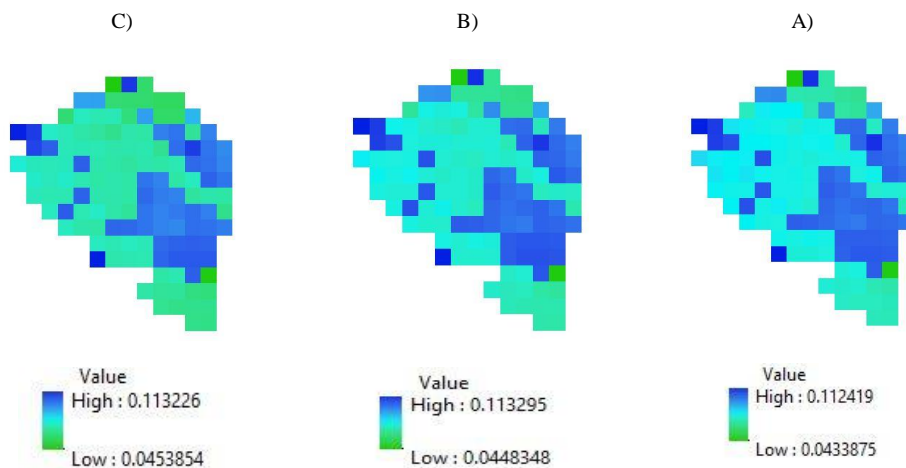 C) B) A)
Value
High : 0.113226
Low : 0.0453854
Value
High : 0.113295
Low : 0.0448348
Value
High : 0.112419
Low : 0.0433875